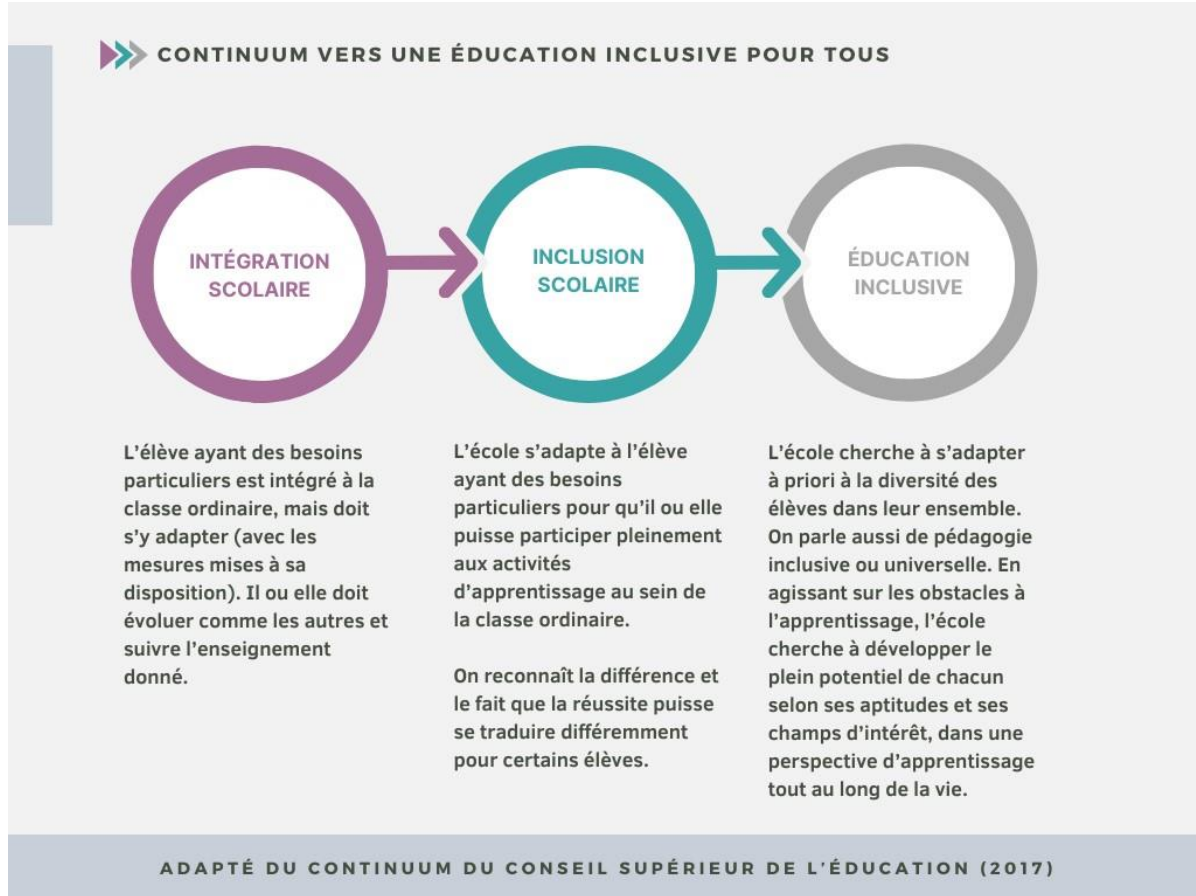 CONTINUUM VERS UNE ÉDUCATION INCLUSIVE POUR TOUS
INTÉGRATION
SCOLAIRE
INCLUSION
SCOLAIRE
ÉDUCATION
INCLUSIVE
L'élève ayant des besoins
particuliers est intégré à la
classe ordinaire, mais doit
s'y adapter (avec les
mesures mises à sa
disposition). Il ou elle doit
évoluer comme les autres et
suivre l'enseignement
donné.
L'école s'adapte à l'élève
ayant des besoins
particuliers pour qu'il ou elle
puisse participer pleinement
aux activités
d'apprentissage au sein de
la classe ordinaire.
On reconnaît la différence et
le fait que la réussite puisse
se traduire différemment
pour certains élèves.
L'école cherche à s'adapter
à priori à la diversité des
élèves dans leur ensemble.
On parle aussi de pédagogie
inclusive ou universelle. En
agissant sur les obstacles à
l'apprentissage, l'école
cherche à développer le
plein potentiel de chacun
selon ses aptitudes et ses
champs d'intérêt, dans une
perspective d'apprentissage
tout au long de la vie.
ADAPTÉ DU CONTINUUM DU CONSEIL SUPÉRIEUR DE L'ÉDUCATION (2017)